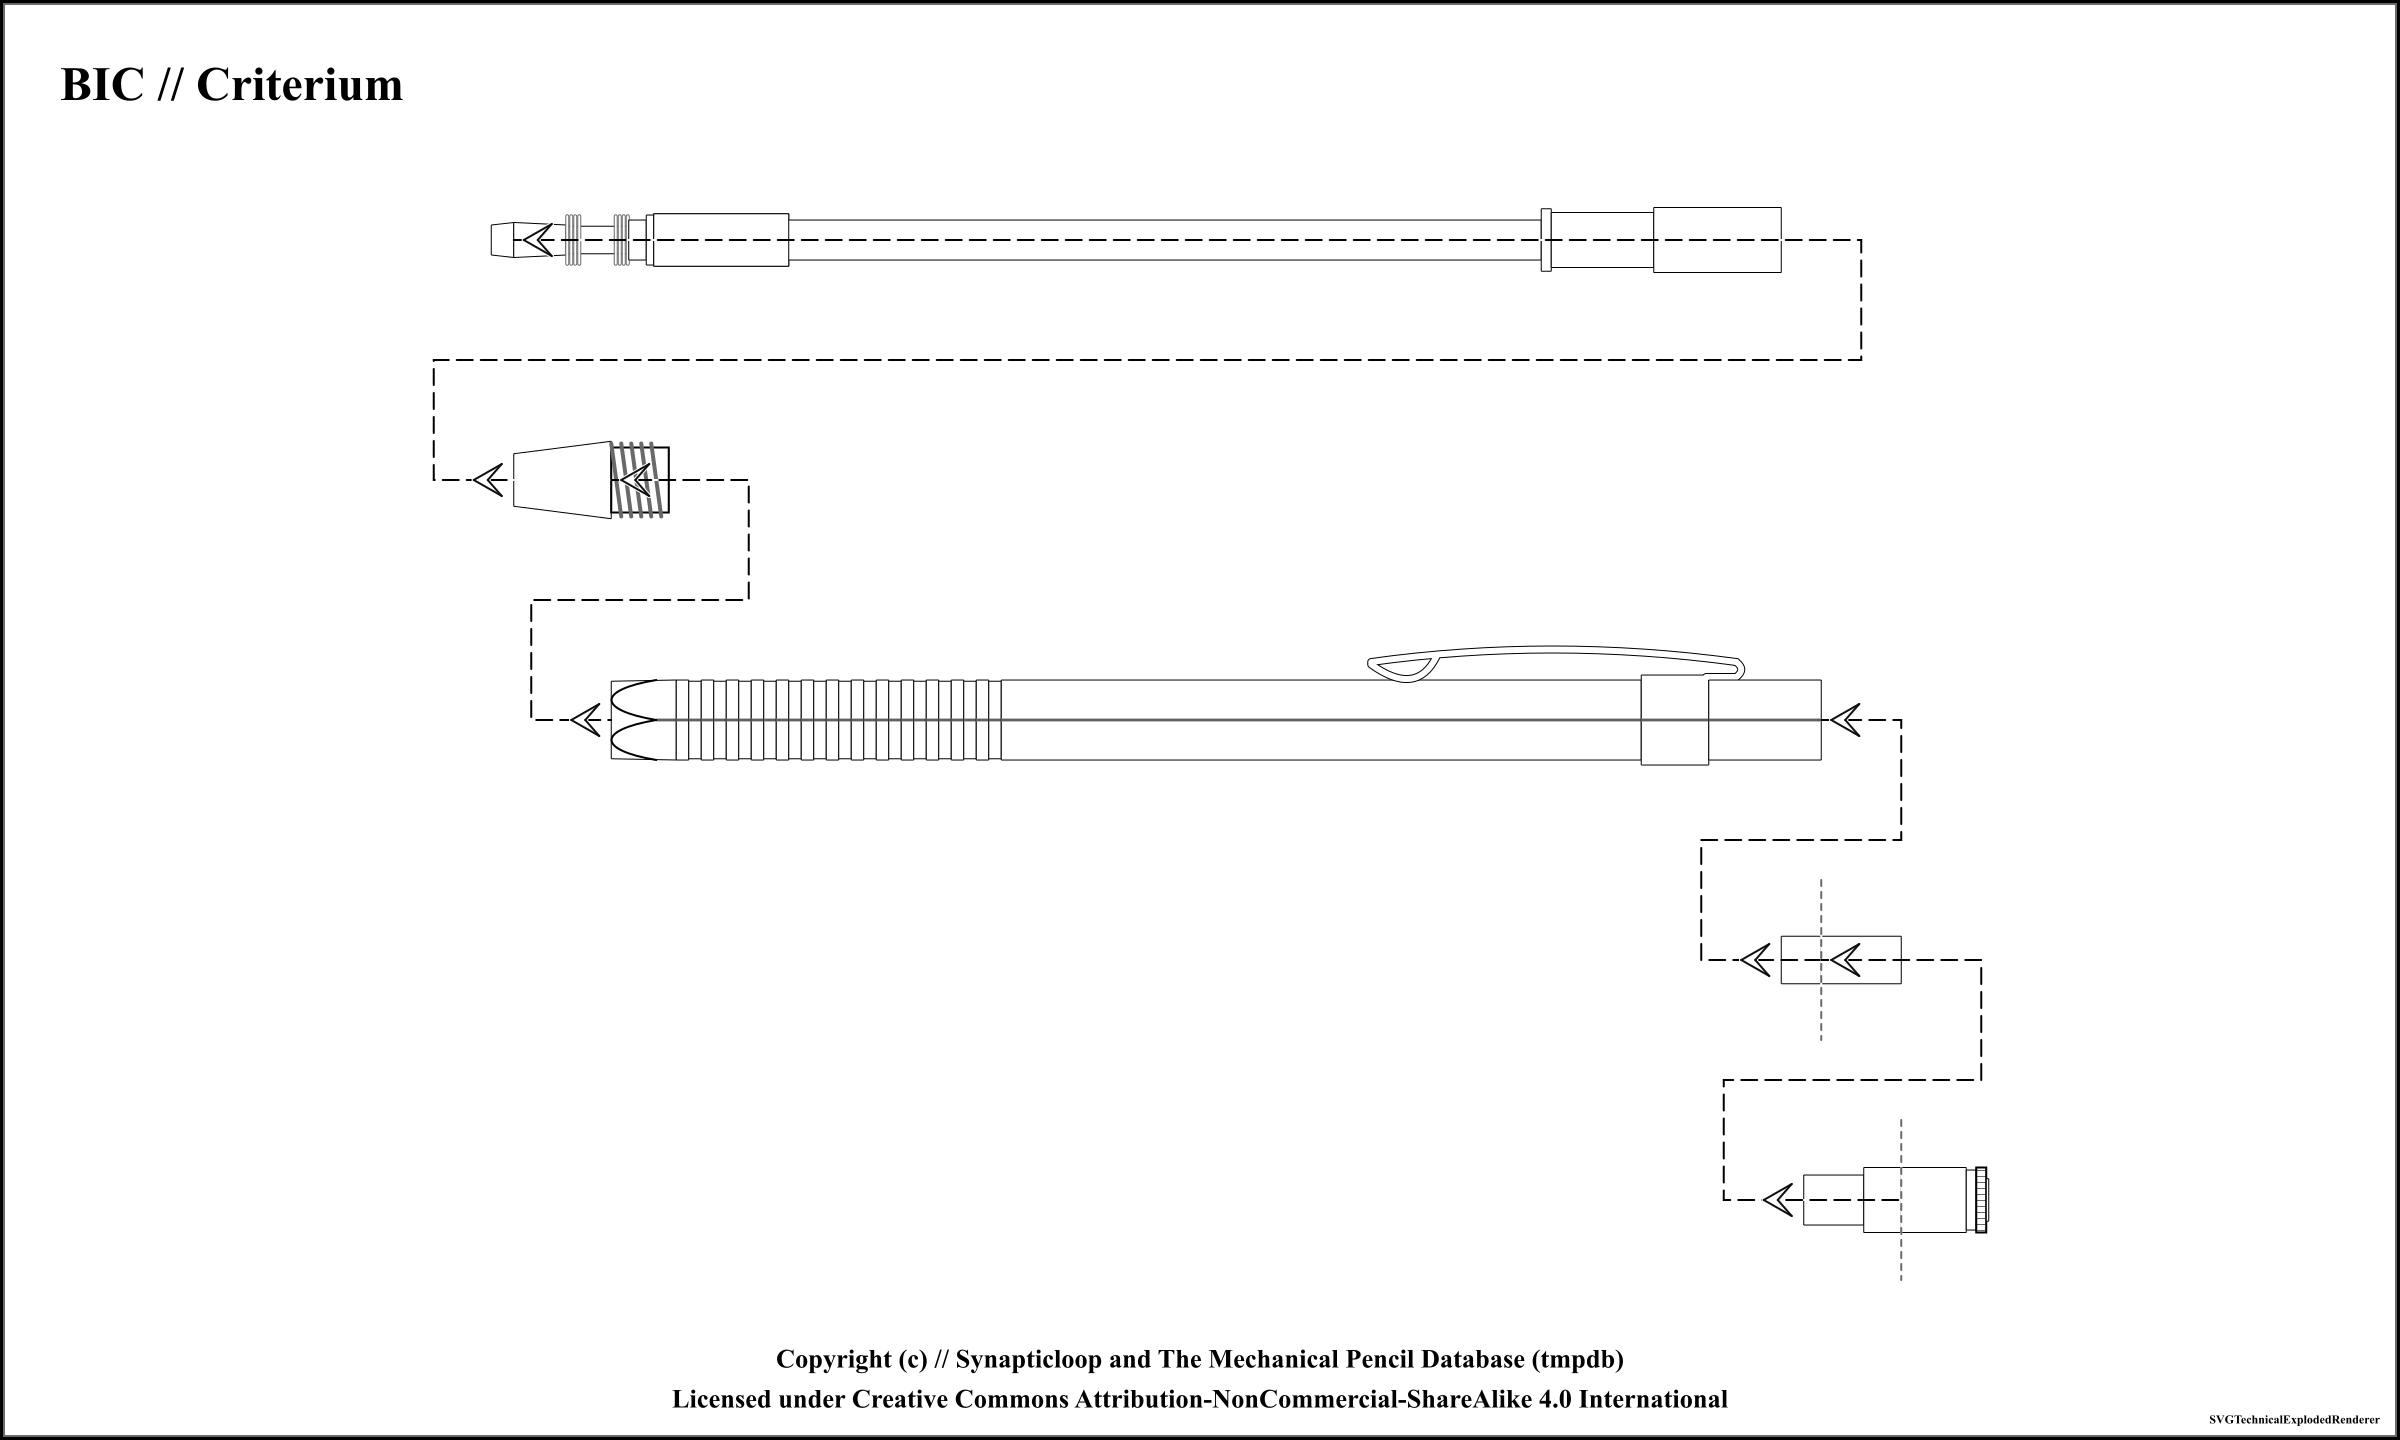 BIC // Criterium
Copyright (c) // Synapticloop and The Mechanical Pencil Database (tmpdb)
Licensed under Creative Commons Attribution-NonCommercial-ShareAlike 4.0 International
SVGTechnicalExplodedRenderer